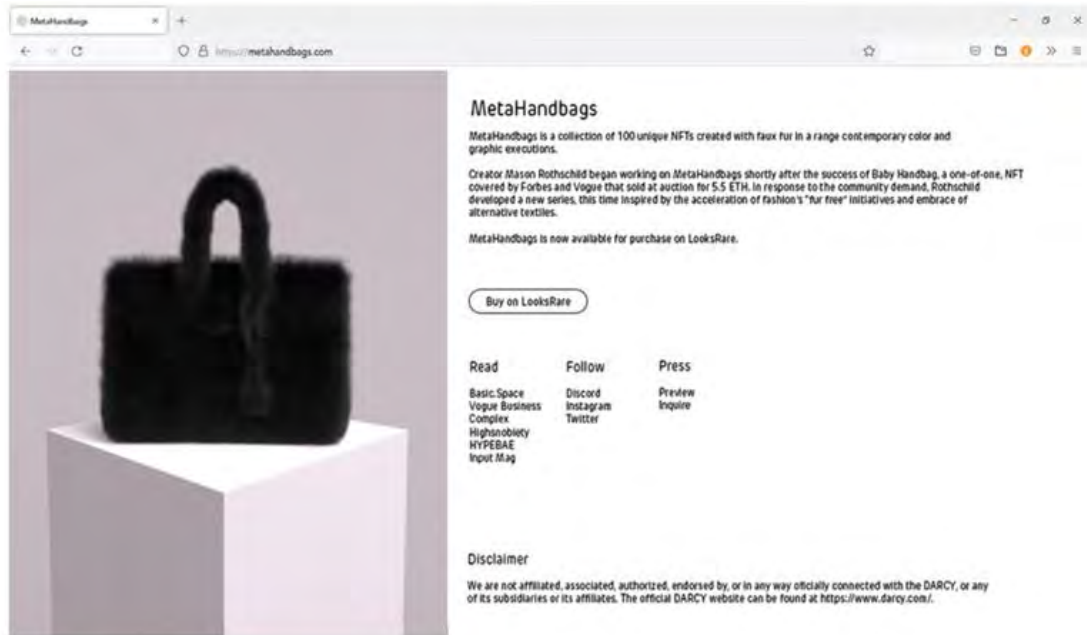 MetaHandbags
https://metahandbags.com
MetaHandbags
MetaHandbags is a collection of 100 unique NFTs created with faux fur in a range contemporary color and
graphic executions.
Creator Mason Rothschild began working on MetaHandbags shortly after the success of Baby Handbag, a one-of-one, NFT
covered by Forbes and Vogue that sold at auction for 5.5 ETH. In response to the community demand, Rothschild
developed a new series, this time inspired by the acceleration of fashion's "fur free" initiatives and embrace of
alternative textiles.
MetaHandbags is now available for purchase on LooksRare.
Buy on LooksRare
Read
Basic.Space
Vogue Business
Complex
Highsnobiety
HYPEBAE
Input Mag
Follow
Discord
Instagram
Twitter
Press
Preview
Inquire
Disclaimer
We are not affiliated, associated, authorized, endorsed by, or in any way oficially connected with the DARCY, or any
of its subsidiaries or its affiliates. The official DARCY website can be found at https://www.darcy.com/.